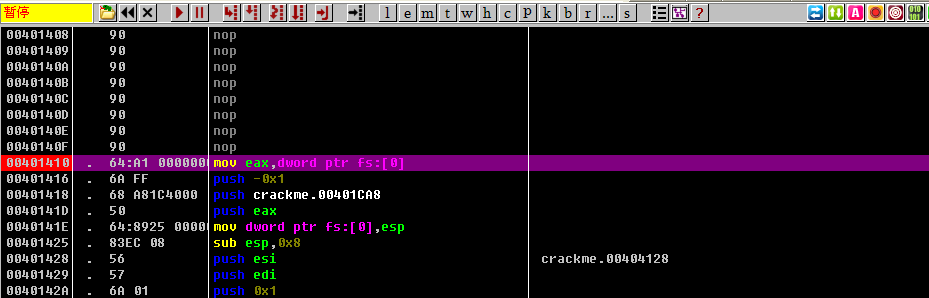 暂停 l e m t w h c p k b r ... s ?
00401408 90 nop
00401409 90 nop
0040140A 90 nop
0040140B 90 nop
0040140C 90 nop
0040140D 90 nop
0040140E 90 nop
0040140F 90 nop
00401410 . 64:A1 0000000 mov eax,dword ptr fs:[0]
00401416 . 6A FF push -0x1
00401418 . 68 A81C4000 push crackme.00401CA8
0040141D . 50 push eax
0040141E . 64:8925 00000 mov dword ptr fs:[0],esp
00401425 . 83EC 08 sub esp,0x8
00401428 . 56 push esi crackme.00404128
00401429 . 57 push edi
0040142A . 6A 01 push 0x1